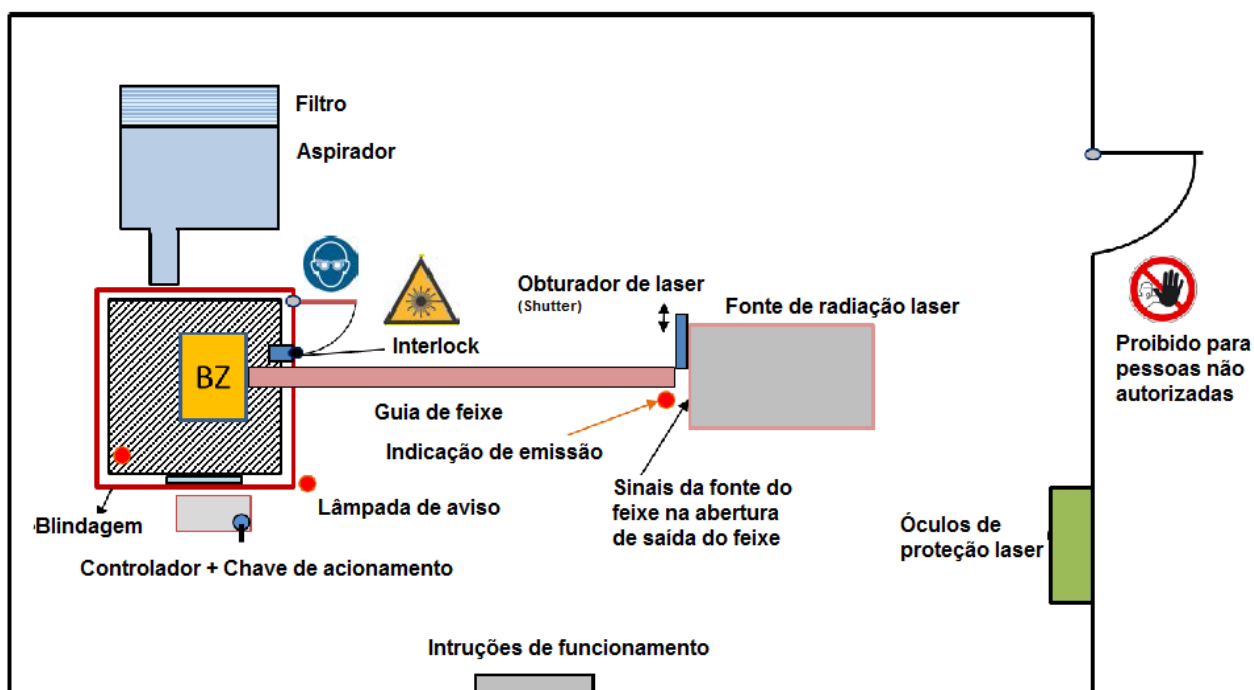 Filtro
Aspirador
Obturador de laser
(Shutter)
Fonte de radiação laser
Interlock
BZ
Guia de feixe
Indicação de emissão
Proibido para
pessoas não
autorizadas
Lâmpada de aviso
Sinais da fonte do
feixe na abertura
de saída do feixe
Blindagem
Óculos de
proteção laser
Controlador + Chave de acionamento
Intruções de funcionamento